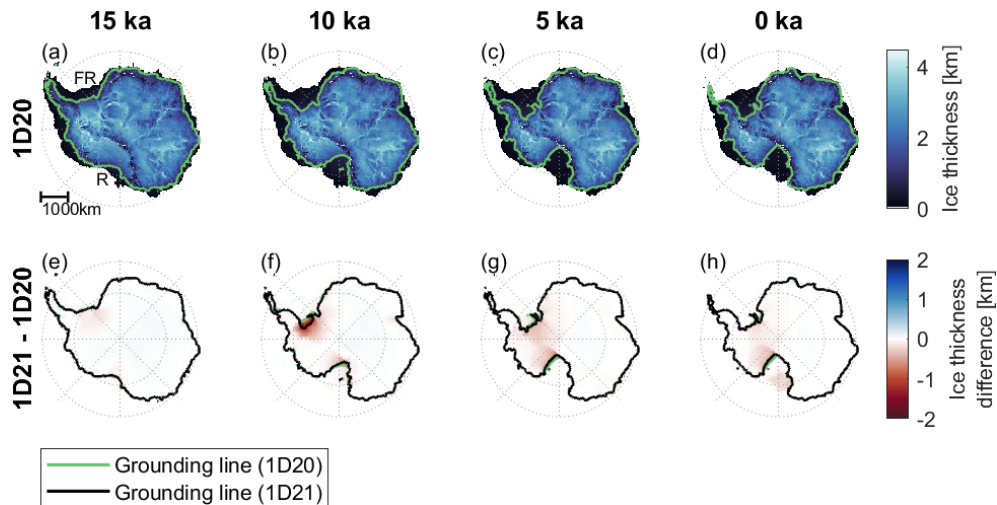 15 ka
10 ka
5 ka
0 ka
1D20
(a)
FR
R
1000km
(b)
(c)
(d)
4
2
0
Ice thickness [km]
1D21 - 1D20
(e)
(f)
(g)
(h)
2
1
0
-1
-2
Ice thickness
difference [km]
Grounding line (1D20)
Grounding line (1D21)